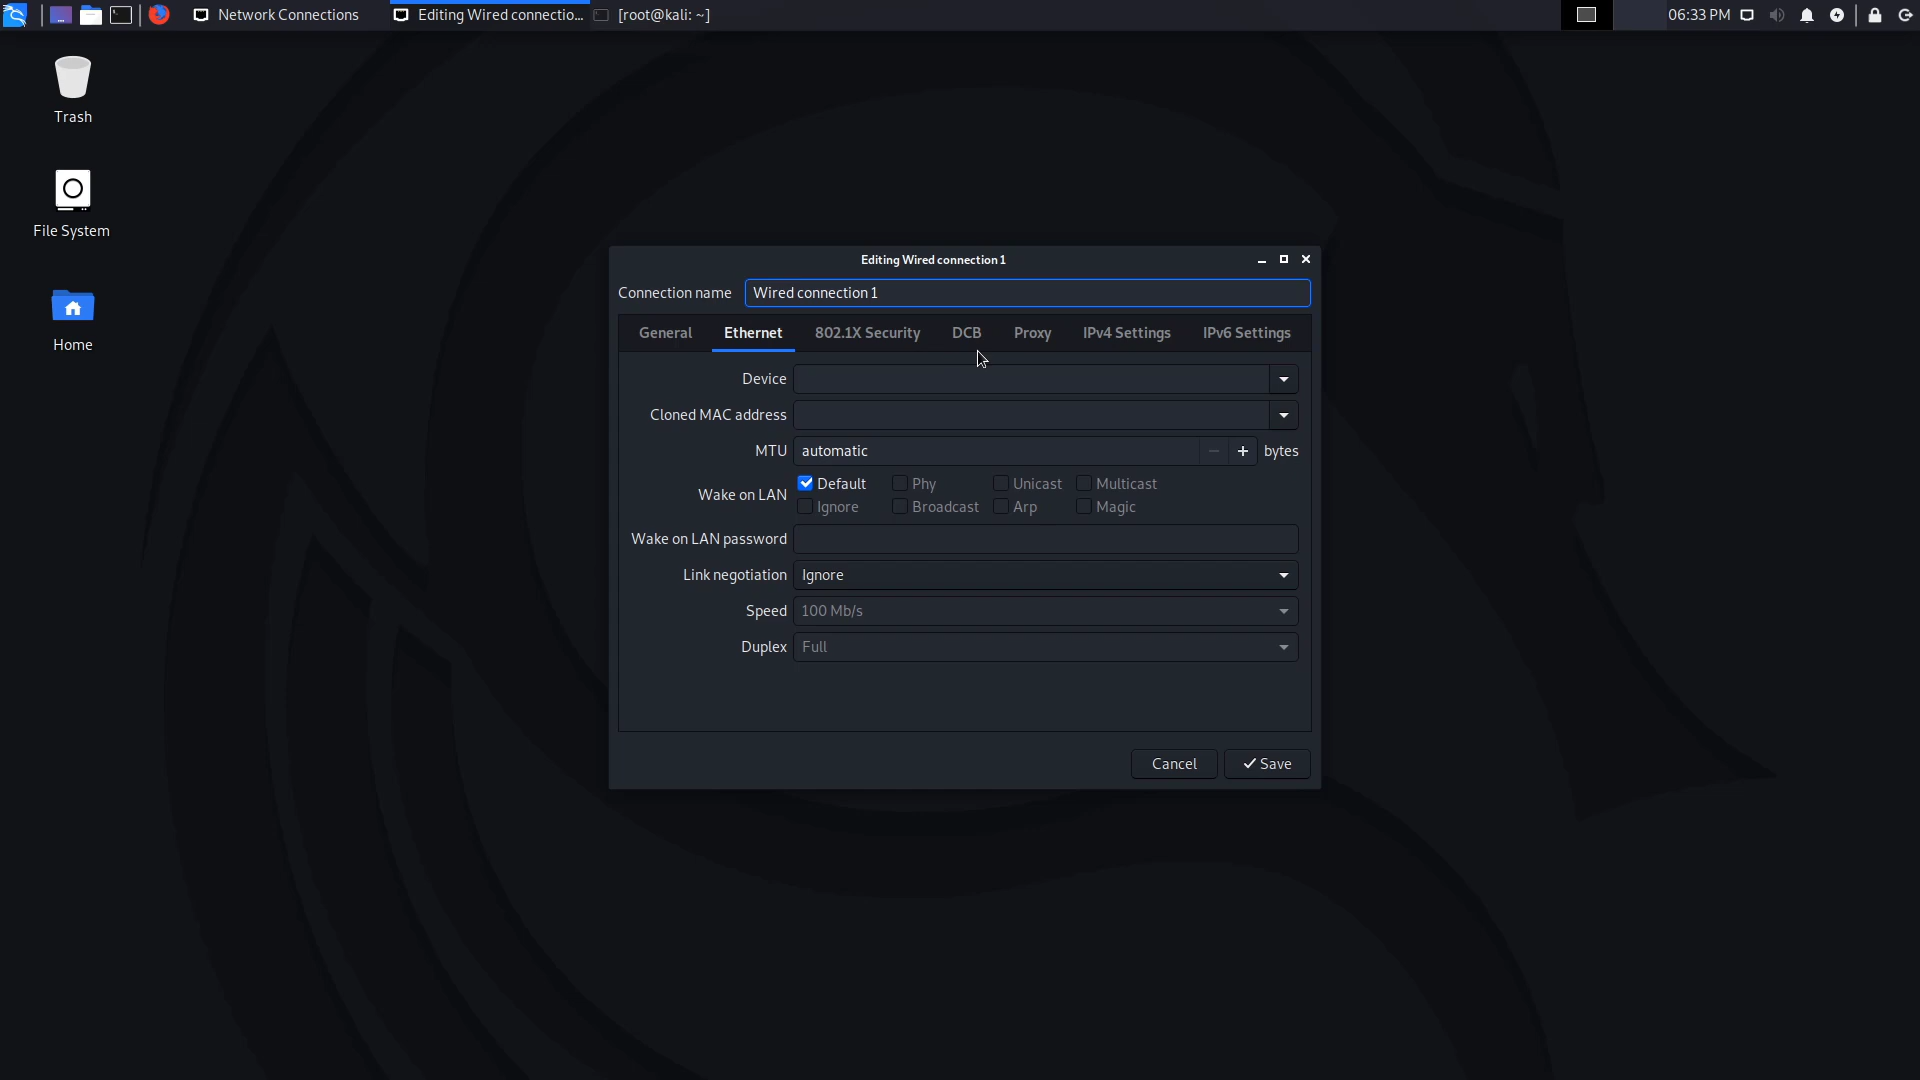 Network Connections
Editing Wired connectio...
[root@kali: ~]
06:33 PM
Trash
File System
Home
Editing Wired connection 1
Connection name Wired connection 1
General Ethernet 802.1X Security DCB Proxy IPv4 Settings IPv6 Settings
Device
Cloned MAC address
MTU automatic − + bytes
Wake on LAN
Default Phy Unicast Multicast
Ignore Broadcast Arp Magic
Wake on LAN password
Link negotiation Ignore
Speed 100 Mb/s
Duplex Full
Cancel Save